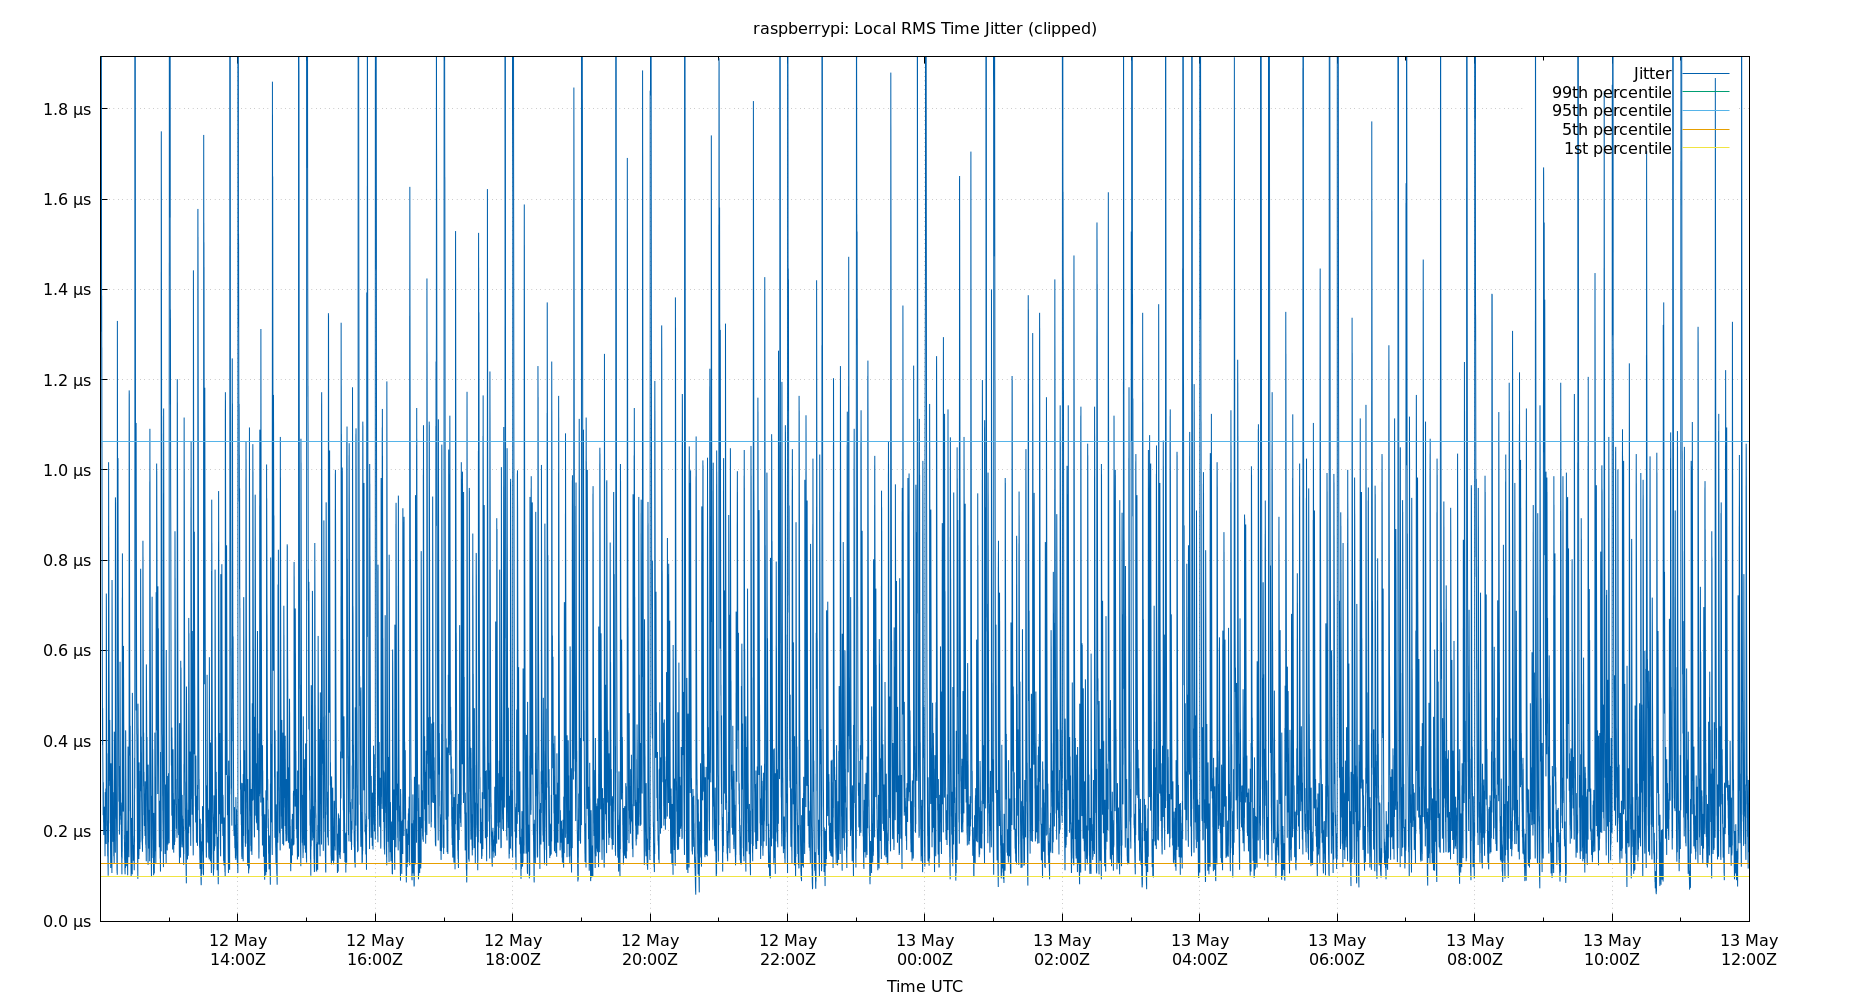 raspberrypi: Local RMS Time Jitter (clipped)
Jitter
99th percentile
95th percentile
5th percentile
1st percentile
1.8 µs
1.6 µs
1.4 µs
1.2 µs
1.0 µs
0.8 µs
0.6 µs
0.4 µs
0.2 µs
0.0 µs
12 May 12 May 12 May 12 May 12 May 13 May 13 May 13 May 13 May 13 May 13 May 13 May
14:00Z 16:00Z 18:00Z 20:00Z 22:00Z 00:00Z 02:00Z 04:00Z 06:00Z 08:00Z 10:00Z 12:00Z
Time UTC